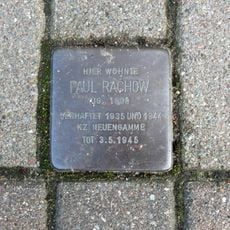 HIER WOHNTE
PAUL RACHOW
JG.
VERHAFTET 1935 UND 1944
KZ NEUENGAMME
TOT 3.5.1945